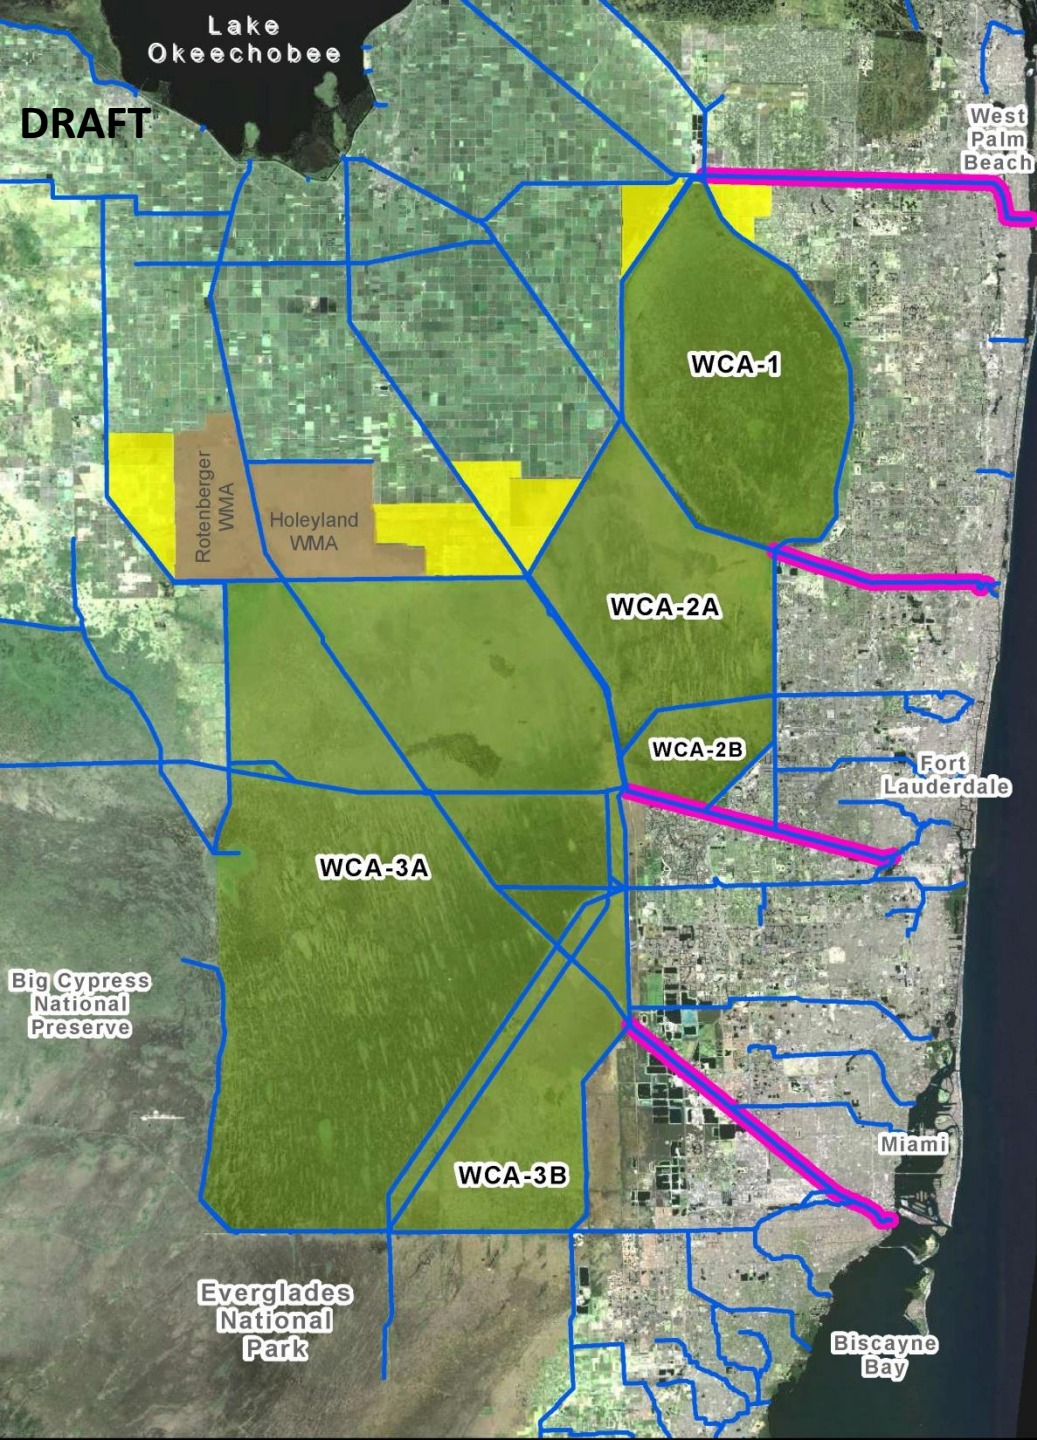 Lake
Okeechobee
DRAFT
West
Palm
Beach
WCA-1
Rotenberger
WMA
Holeyland
WMA
WCA-2A
WCA-2B
Fort
Lauderdale
WCA-3A
Big Cypress
National
Preserve
Miami
WCA-3B
Everglades
National
Park
Biscayne
Bay